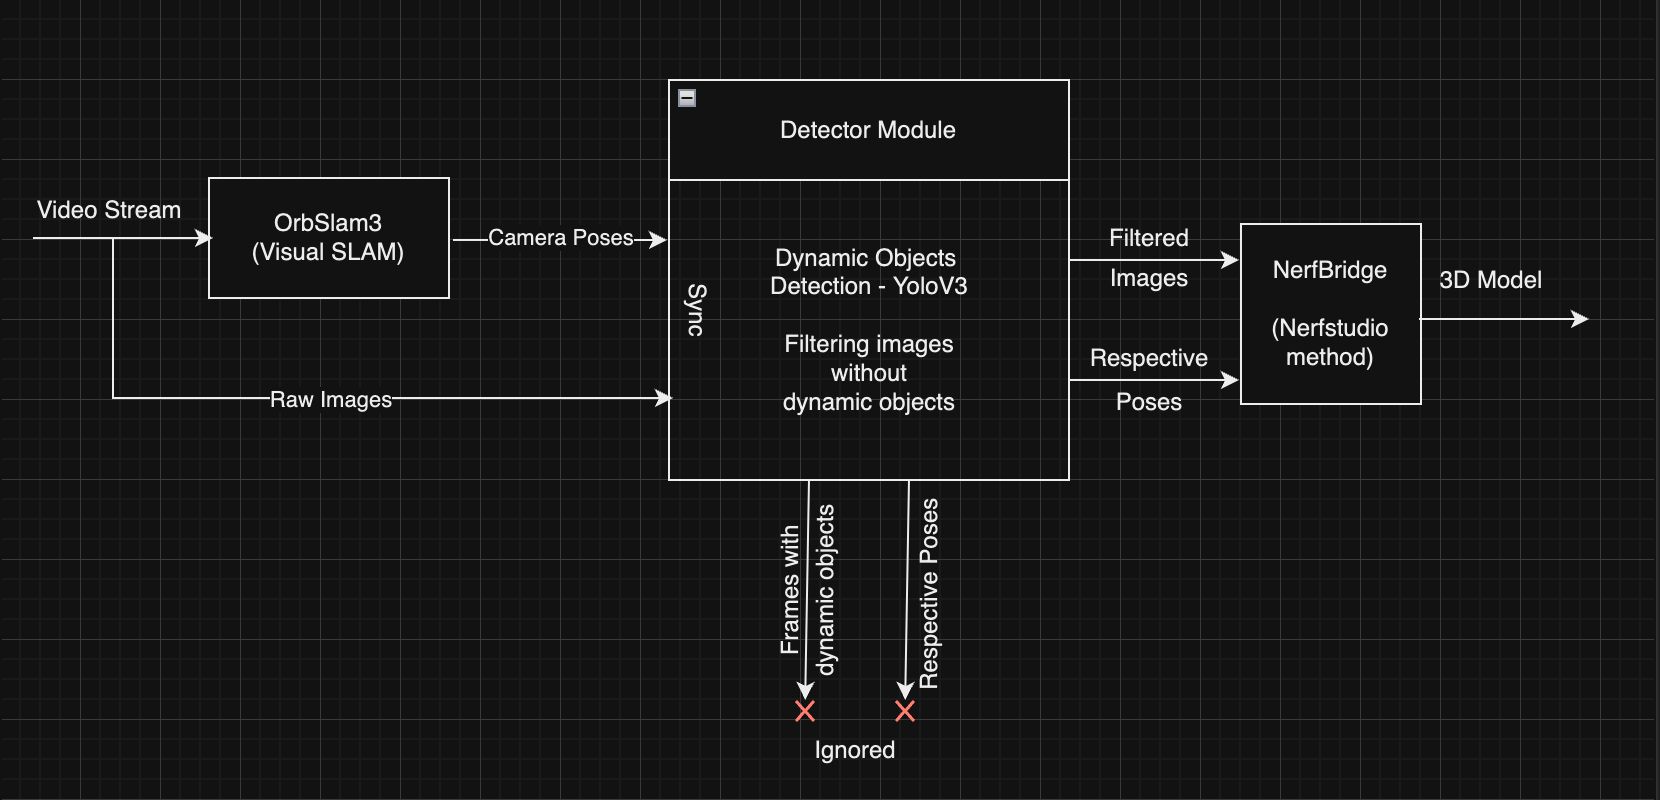 Video Stream
OrbSlam3
(Visual SLAM)
Camera Poses
Raw Images
Detector Module
Sync
Dynamic Objects
Detection - YoloV3
Filtering images
without
dynamic objects
Filtered
Images
Respective
Poses
NerfBridge
(Nerfstudio
method)
3D Model
Frames with
dynamic objects
Respective Poses
Ignored